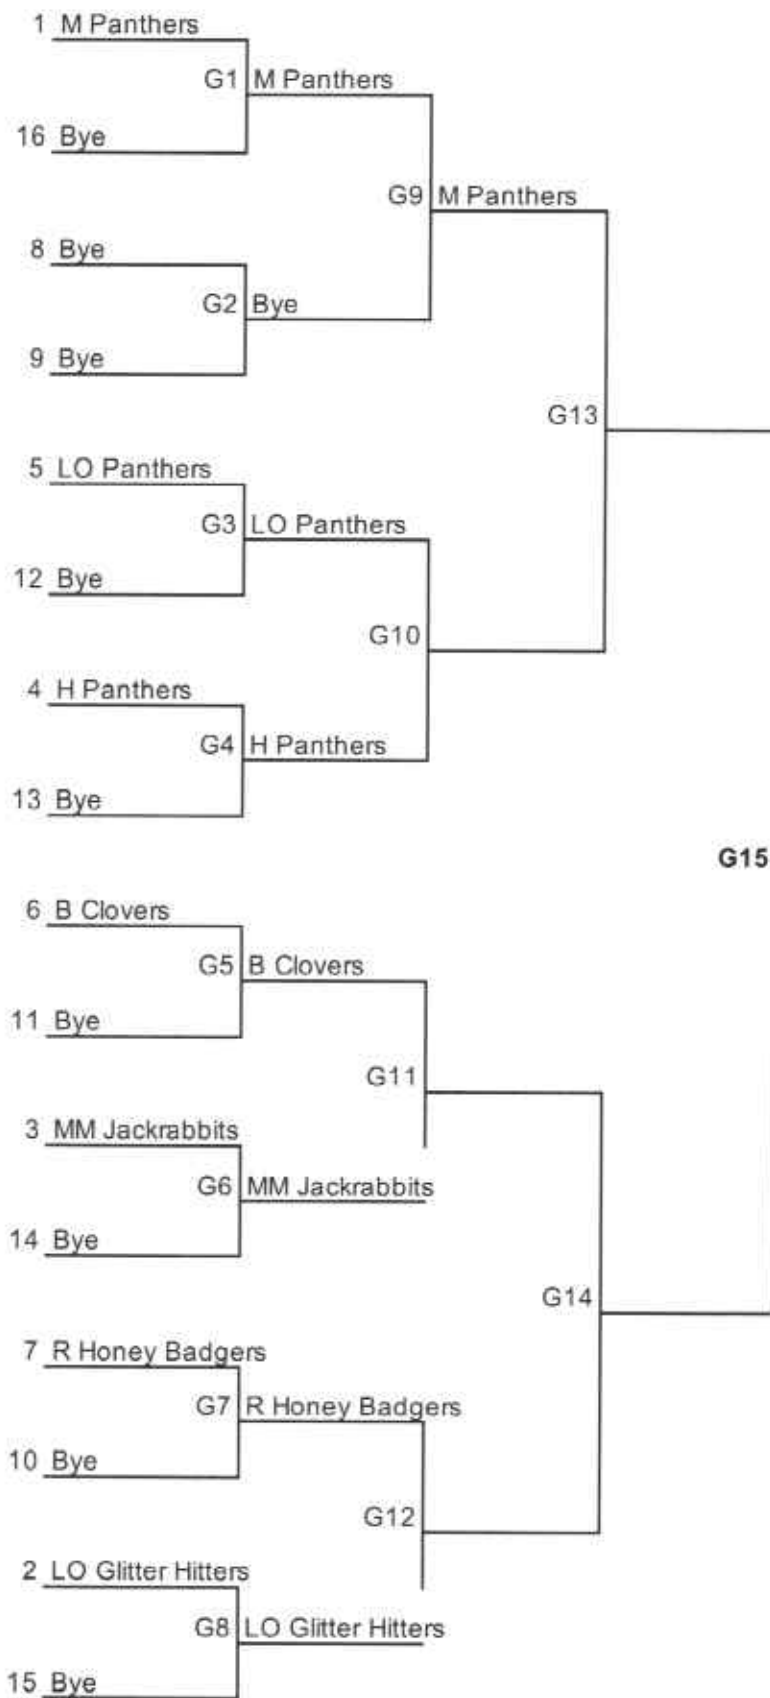 1 M Panthers
G1 M Panthers
16 Bye
G9 M Panthers
8 Bye
G2 Bye
9 Bye
G13
5 LO Panthers
G3 LO Panthers
12 Bye
G10
4 H Panthers
G4 H Panthers
13 Bye
G15
6 B Clovers
G5 B Clovers
11 Bye
G11
3 MM Jackrabbits
G6 MM Jackrabbits
14 Bye
G14
7 R Honey Badgers
G7 R Honey Badgers
10 Bye
G12
2 LO Glitter Hitters
G8 LO Glitter Hitters
15 Bye